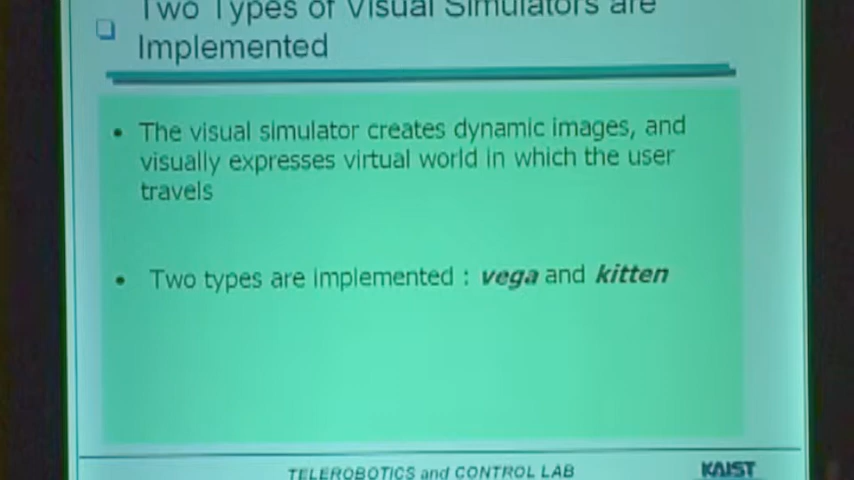 Two Types of Visual Simulators are
Implemented
• The visual simulator creates dynamic images, and
visually expresses virtual world in which the user
travels
• Two types are implemented : vega and kitten
TELEROBOTICS and CONTROL LAB
KAIST